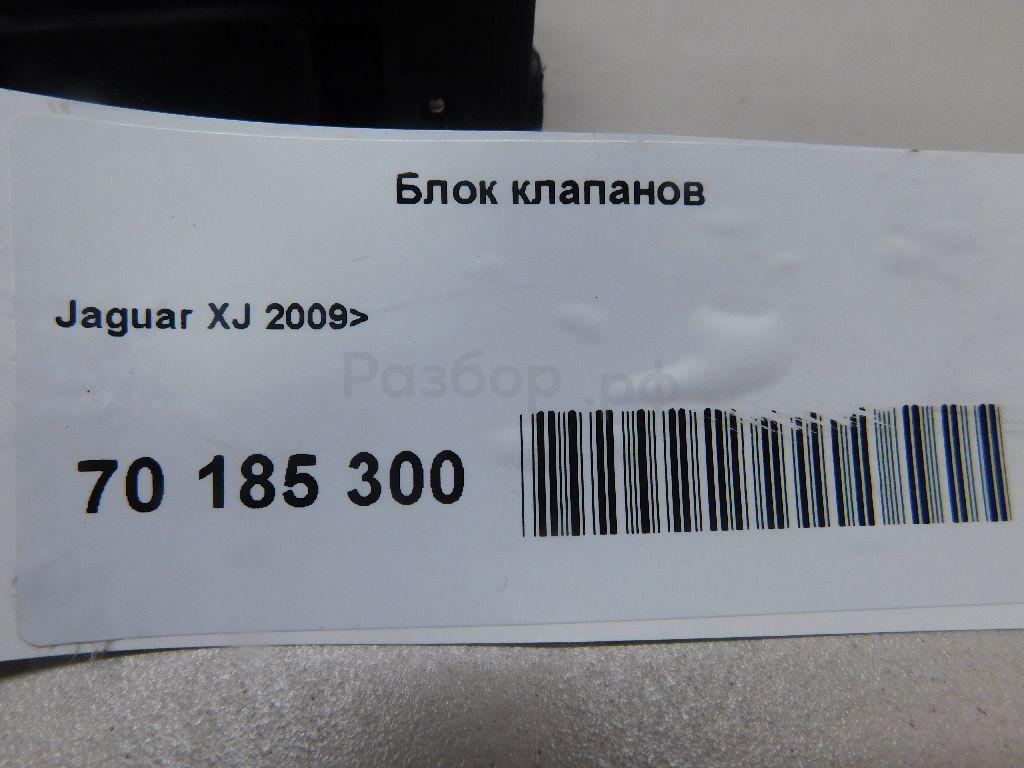 Блок клапанов
Jaguar XJ 2009>
Разбор.рф
70 185 300